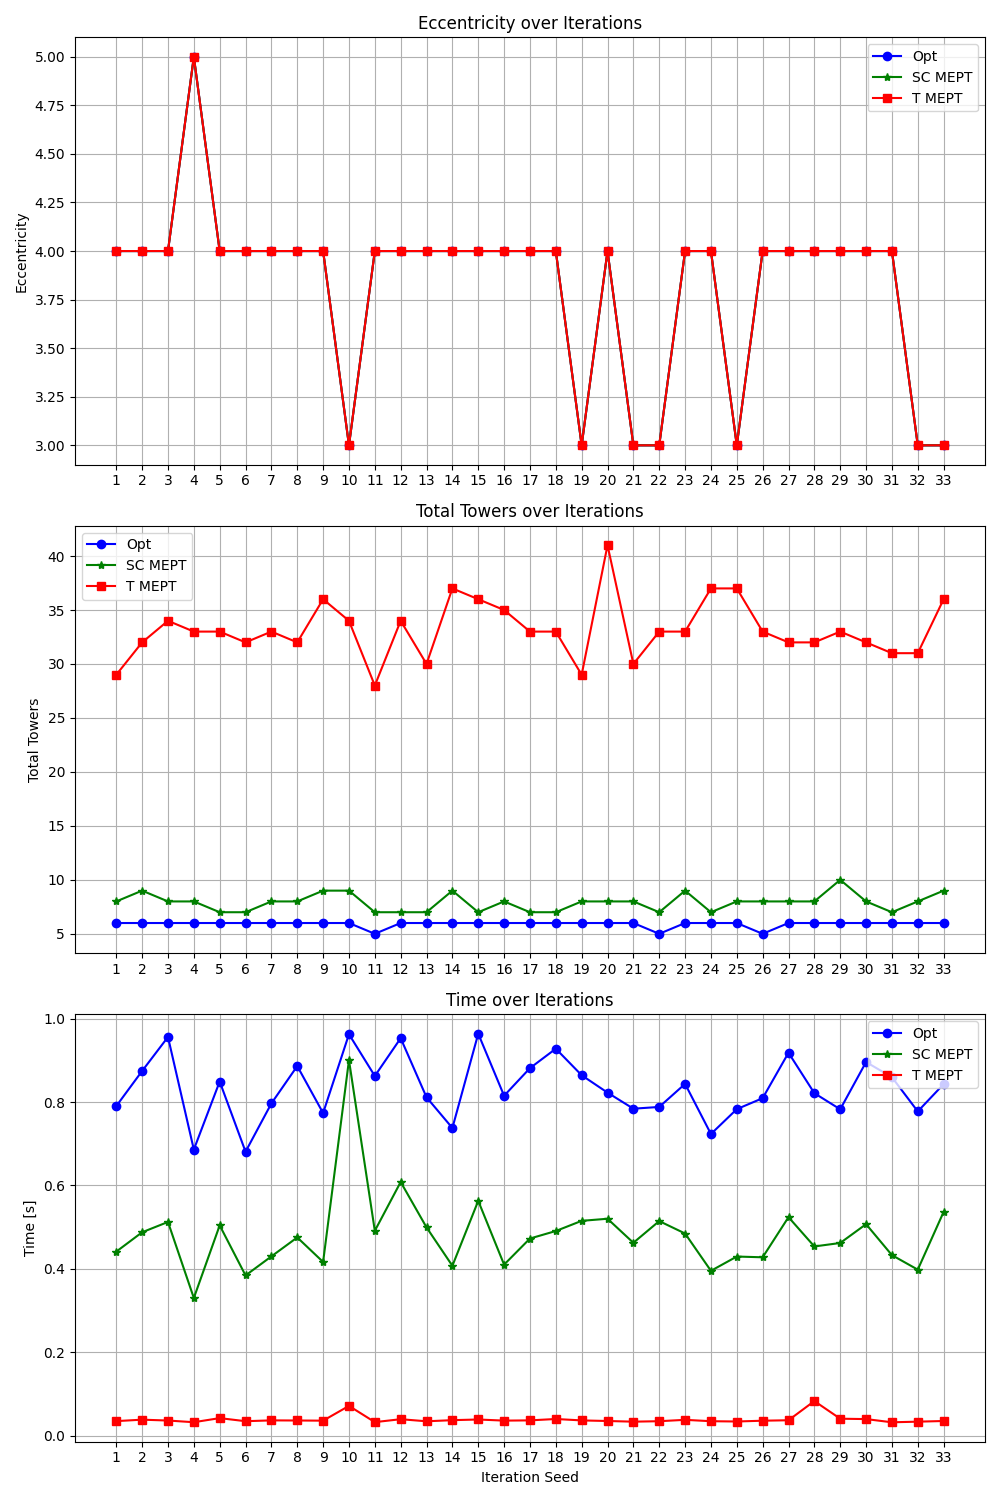 Eccentricity over Iterations
Opt
SC MEPT
T MEPT
5.00
4.75
4.50
4.25
4.00
3.75
3.50
3.25
3.00
Eccentricity
1 2 3 4 5 6 7 8 9 10 11 12 13 14 15 16 17 18 19 20 21 22 23 24 25 26 27 28 29 30 31 32 33
Total Towers over Iterations
Opt
SC MEPT
T MEPT
40
35
30
25
20
15
10
5
Total Towers
1 2 3 4 5 6 7 8 9 10 11 12 13 14 15 16 17 18 19 20 21 22 23 24 25 26 27 28 29 30 31 32 33
Time over Iterations
Opt
SC MEPT
T MEPT
1.0
0.8
0.6
0.4
0.2
0.0
Time [s]
1 2 3 4 5 6 7 8 9 10 11 12 13 14 15 16 17 18 19 20 21 22 23 24 25 26 27 28 29 30 31 32 33
Iteration Seed